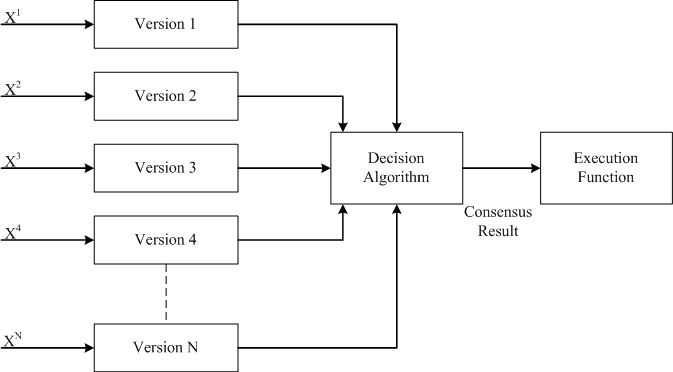 X¹
Version 1
X²
Version 2
X³
Version 3
Decision
Algorithm
Execution
Function
X⁴
Version 4
Consensus
Result
Xᴺ
Version N